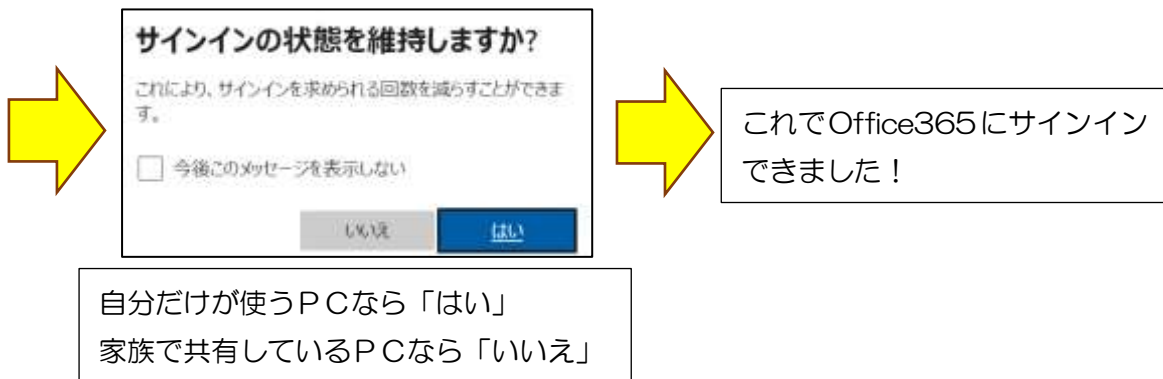 サインインの状態を維持しますか?
これにより、サインインを求められる回数を減らすことができま
す。
今後このメッセージを表示しない
いいえ
はい
自分だけが使うＰＣなら「はい」
家族で共有しているＰＣなら「いいえ」
これでOffice365にサインイン
できました！